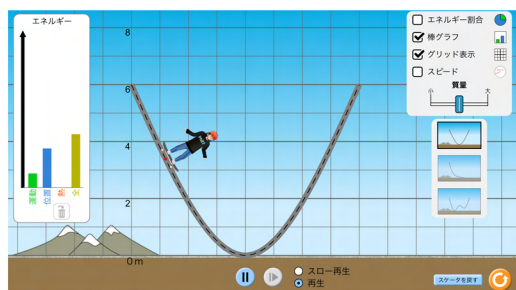 エネルギー
運動
位置
熱
全
8
6
4
2
0 m
エネルギー割合
棒グラフ
グリッド表示
スピード
質量
小 大
スロー再生
再生
スケータを戻す